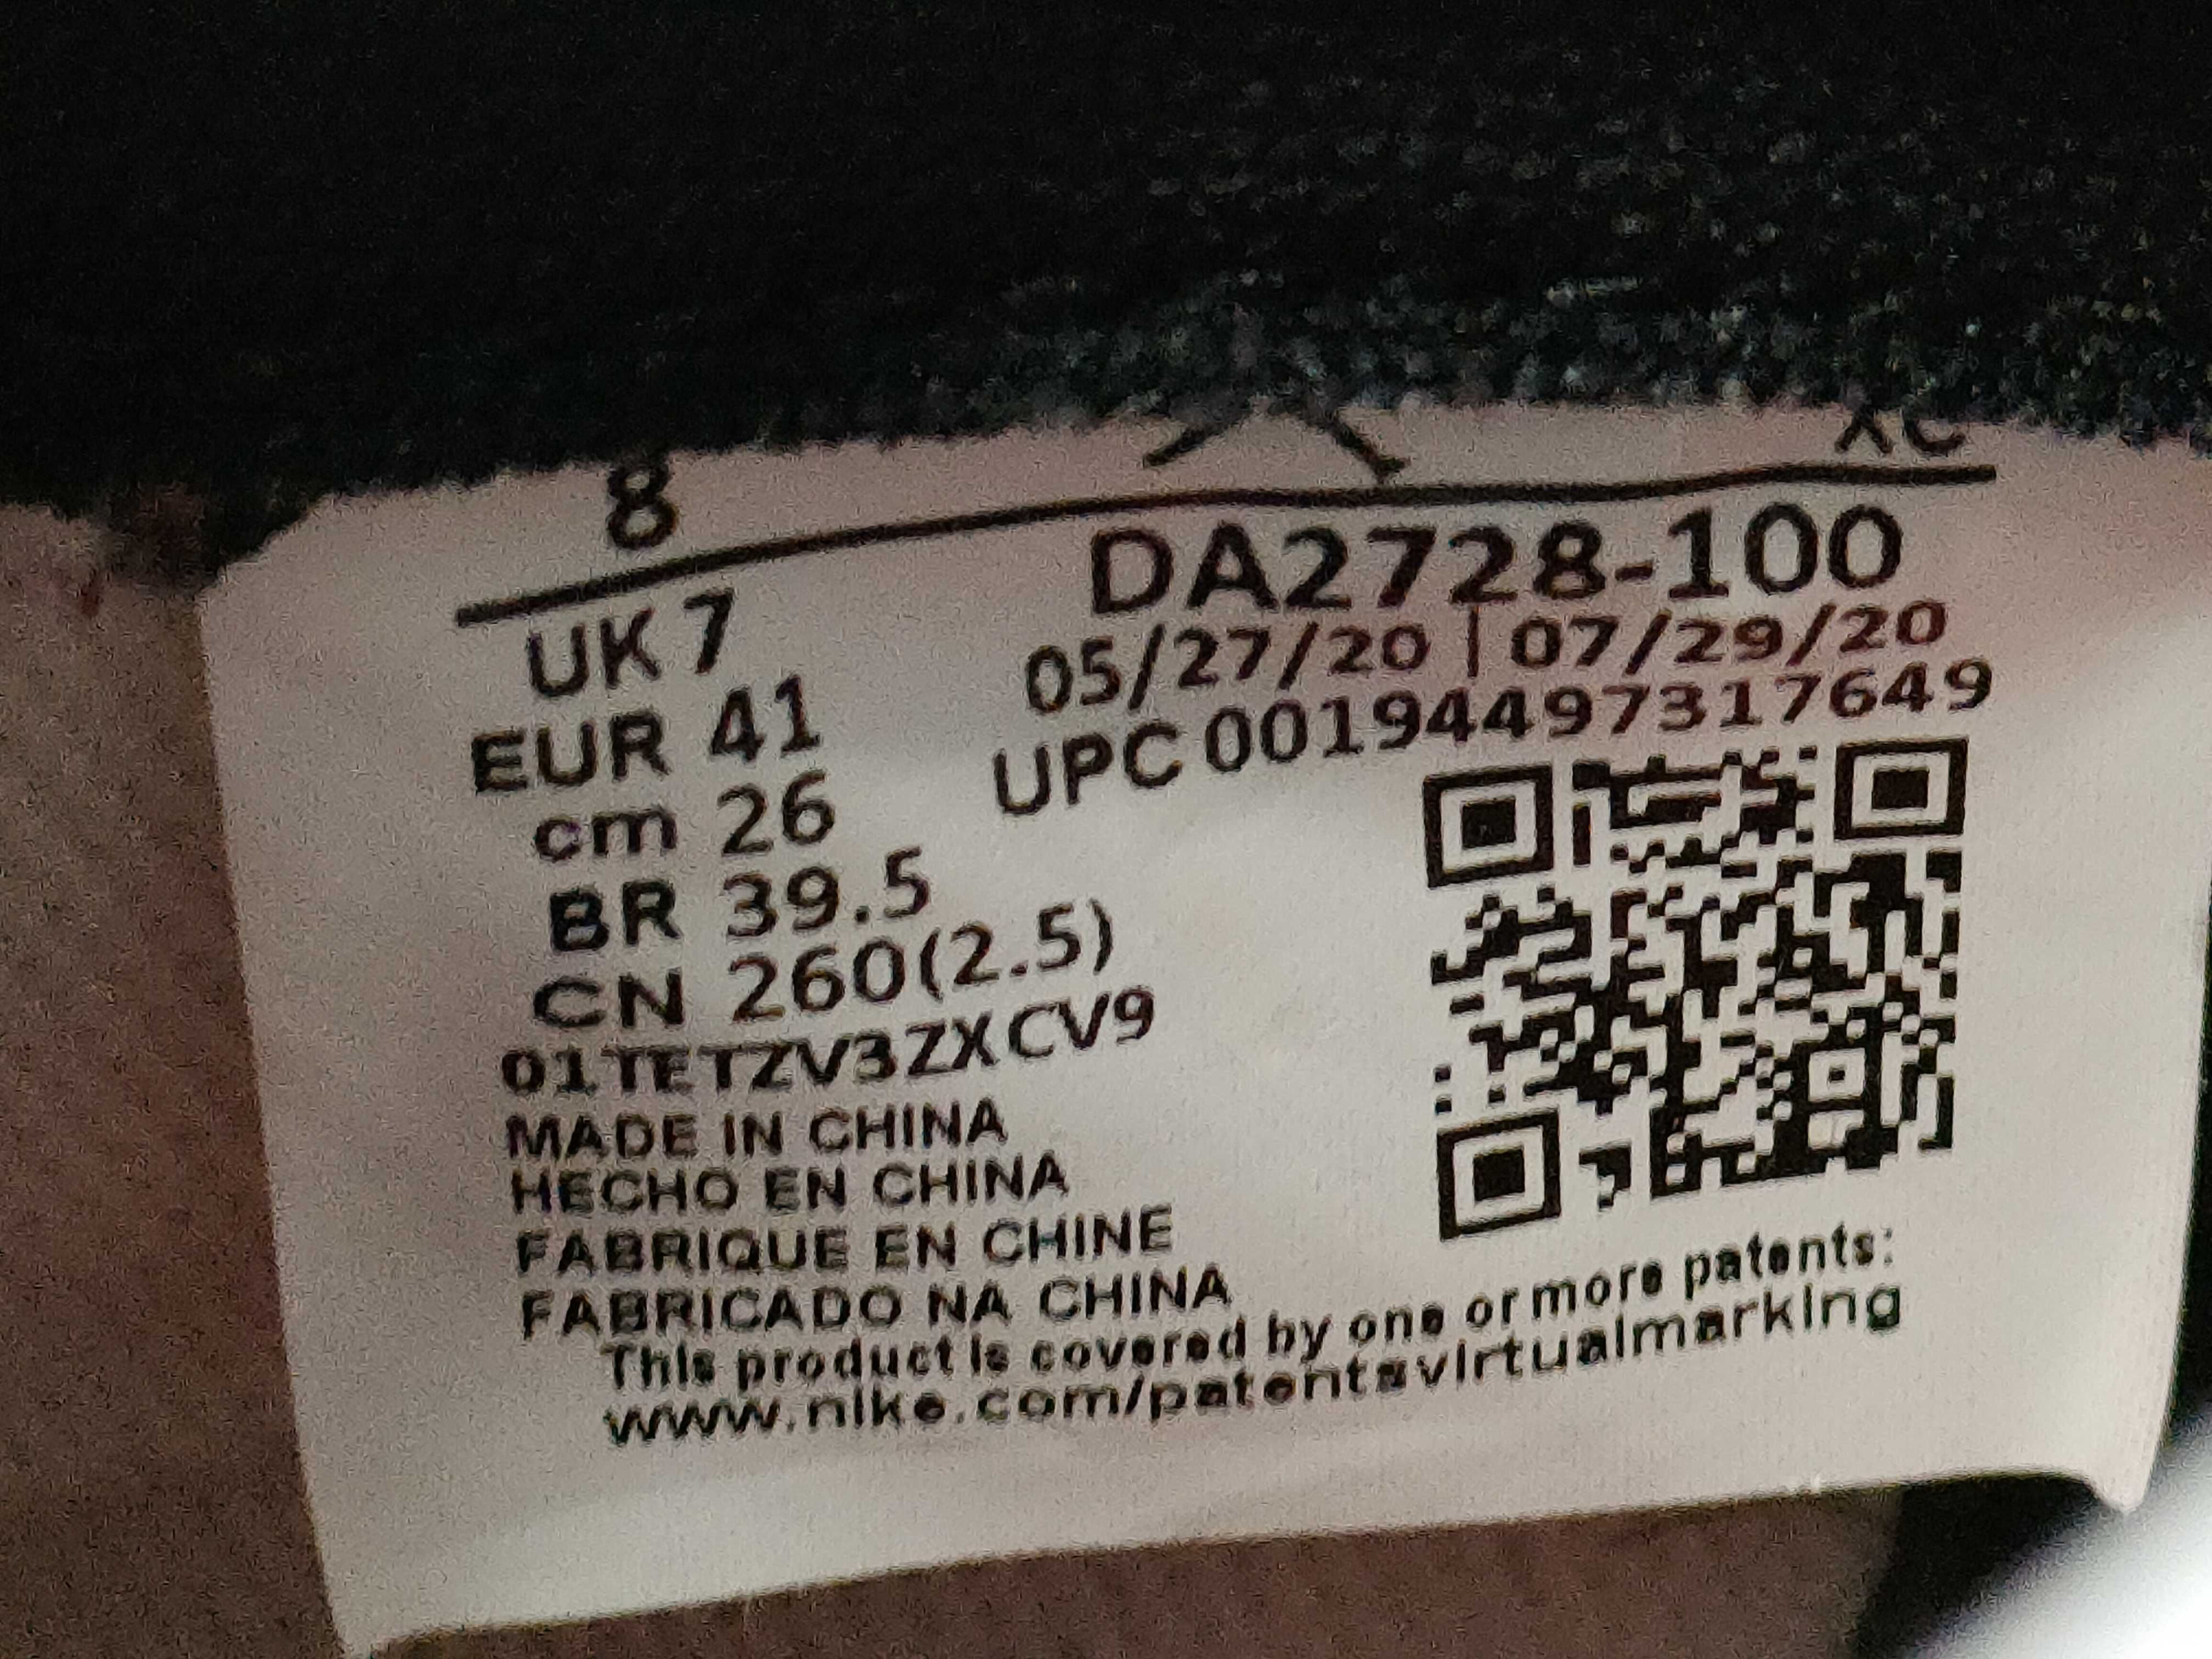 8
UK 7
EUR 41
cm 26
BR 39.5
CN 260(2.5)
01TETZV3ZXCV9
MADE IN CHINA
HECHO EN CHINA
FABRIQUE EN CHINE
FABRICADO NA CHINA
DA2728-100
05/27/20 | 07/29/20
UPC 00194497317649
This product is covered by one or more patents:
www.nike.com/patentsvirtualmarking